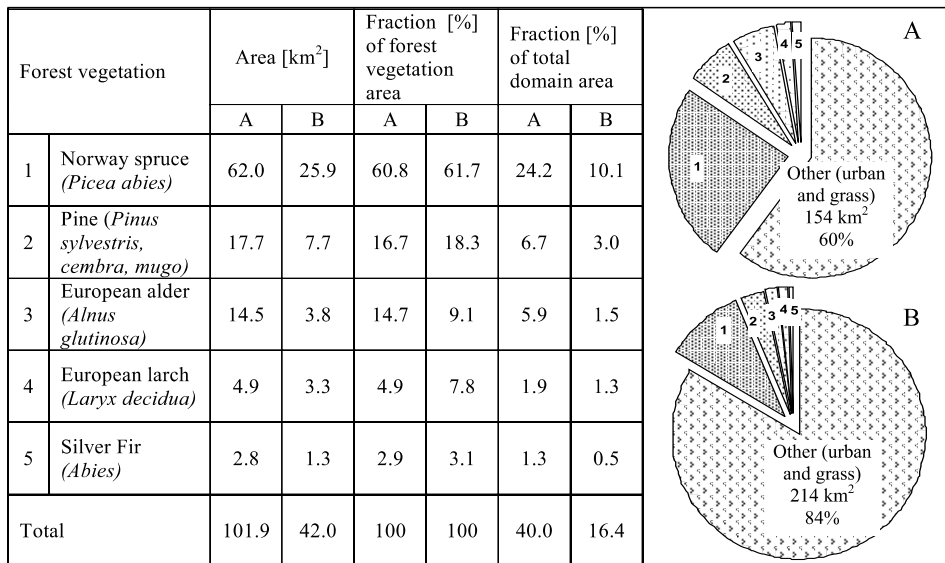 Forest vegetation
Area [km²]
Fraction [%]
of forest
vegetation
area
Fraction [%]
of total
domain area
A B A B A B
1 Norway spruce
(Picea abies) 62.0 25.9 60.8 61.7 24.2 10.1
2 Pine (Pinus
sylvestris,
cembra, mugo) 17.7 7.7 16.7 18.3 6.7 3.0
3 European alder
(Alnus
glutinosa) 14.5 3.8 14.7 9.1 5.9 1.5
4 European larch
(Laryx decidua) 4.9 3.3 4.9 7.8 1.9 1.3
5 Silver Fir
(Abies) 2.8 1.3 2.9 3.1 1.3 0.5
Total 101.9 42.0 100 100 40.0 16.4
A
1 2 3 4 5
Other (urban
and grass)
154 km²
60%
B
1 2 3 4 5
Other (urban
and grass)
214 km²
84%